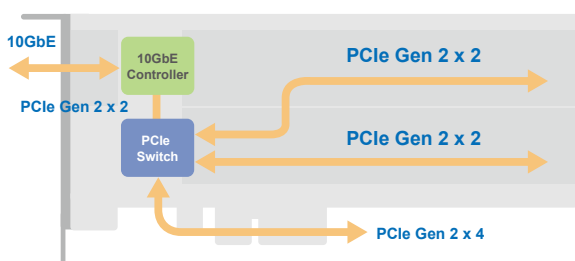 10GbE
10GbE
Controller
PCIe Gen 2 x 2
PCIe Gen 2 x 2
PCIe
Switch
PCIe Gen 2 x 2
PCIe Gen 2 x 4